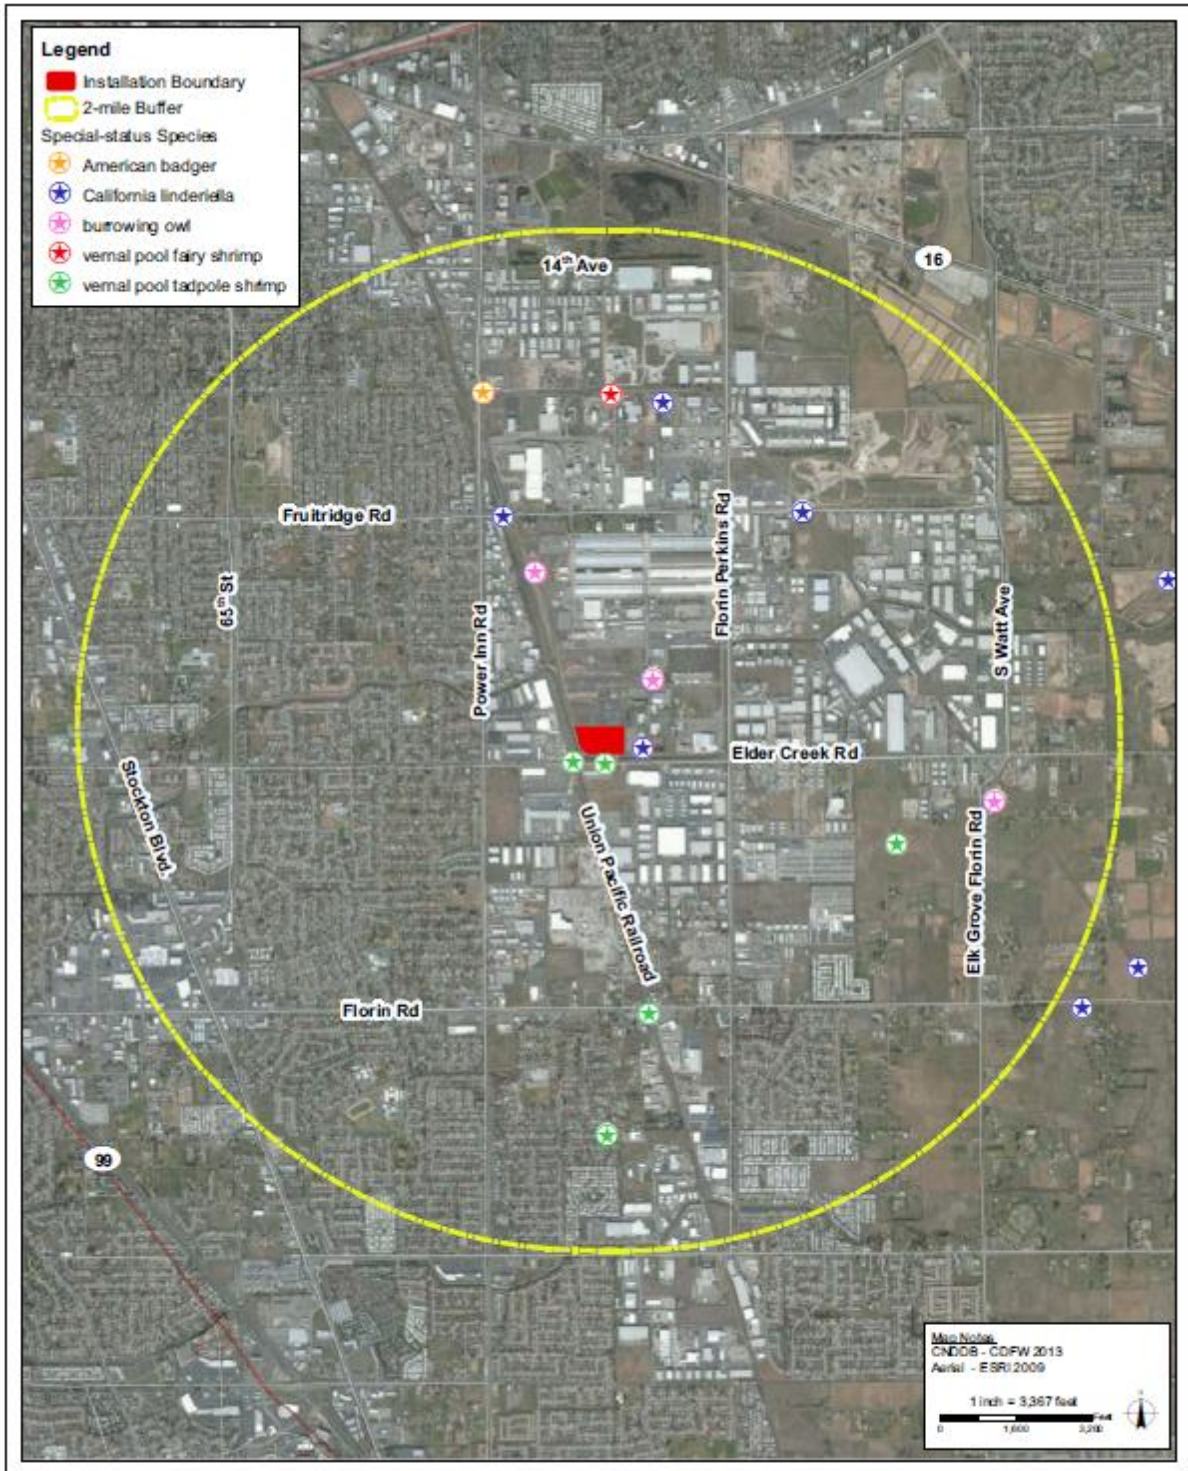 Legend
Installation Boundary
2-mile Buffer
Special-status Species
American badger
California linderiella
burrowing owl
vernal pool fairy shrimp
vernal pool tadpole shrimp
14th Ave
16
Fruitridge Rd
65th St
Power Inn Rd
Florin Perkins Rd
S Watt Ave
Elder Creek Rd
Stockton Blvd.
Union Pacific Railroad
Elk Grove Florin Rd
Florin Rd
99
Map Notes
CNDDB - CDFW 2013
Aerial - ESRI 2009
1 inch = 3,367 feet
Feet
0 1,600 3,200